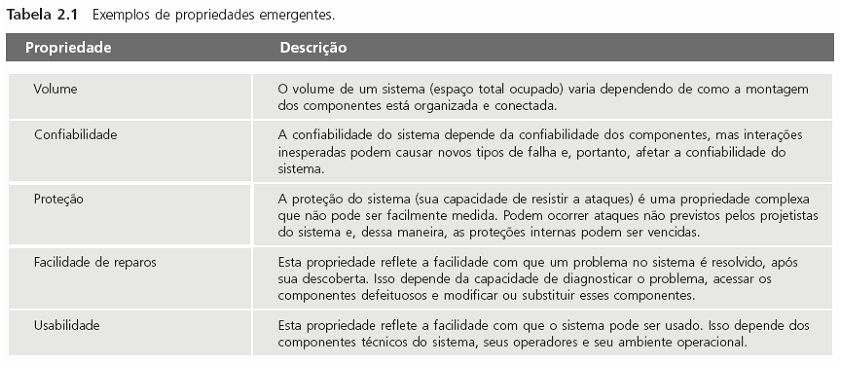 Tabela 2.1 Exemplos de propriedades emergentes.
Propriedade Descrição
Volume O volume de um sistema (espaço total ocupado) varia dependendo de como a montagem
dos componentes está organizada e conectada.
Confiabilidade A confiabilidade do sistema depende da confiabilidade dos componentes, mas interações
inesperadas podem causar novos tipos de falha e, portanto, afetar a confiabilidade do
sistema.
Proteção A proteção do sistema (sua capacidade de resistir a ataques) é uma propriedade complexa
que não pode ser facilmente medida. Podem ocorrer ataques não previstos pelos projetistas
do sistema e, dessa maneira, as proteções internas podem ser vencidas.
Facilidade de reparos Esta propriedade reflete a facilidade com que um problema no sistema é resolvido, após
sua descoberta. Isso depende da capacidade de diagnosticar o problema, acessar os
componentes defeituosos e modificar ou substituir esses componentes.
Usabilidade Esta propriedade reflete a facilidade com que o sistema pode ser usado. Isso depende dos
componentes técnicos do sistema, seus operadores e seu ambiente operacional.